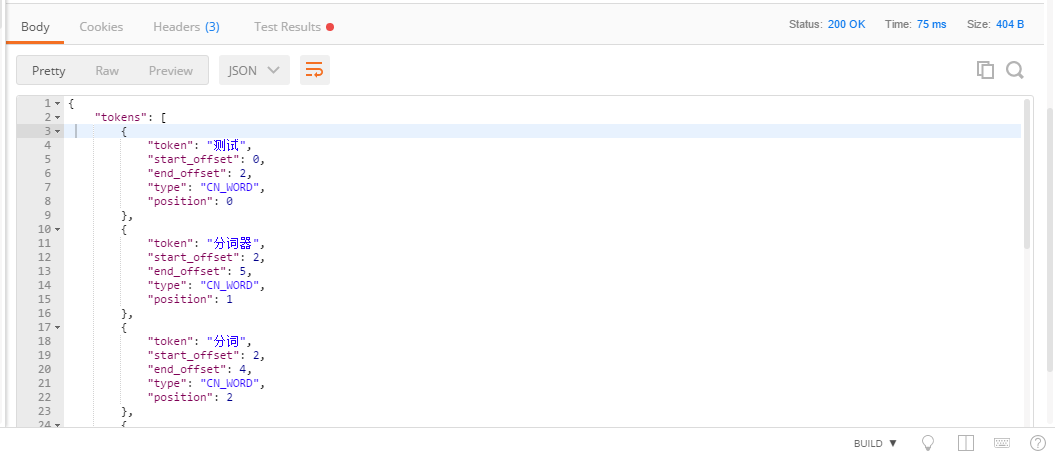 Body Cookies Headers (3) Test Results Status: 200 OK Time: 75 ms Size: 404 B
Pretty Raw Preview JSON
1 {
2 "tokens": [
3 {
4 "token": "测试",
5 "start_offset": 0,
6 "end_offset": 2,
7 "type": "CN_WORD",
8 "position": 0
9 },
10 {
11 "token": "分词器",
12 "start_offset": 2,
13 "end_offset": 5,
14 "type": "CN_WORD",
15 "position": 1
16 },
17 {
18 "token": "分词",
19 "start_offset": 2,
20 "end_offset": 4,
21 "type": "CN_WORD",
22 "position": 2
23 },
24 {
BUILD